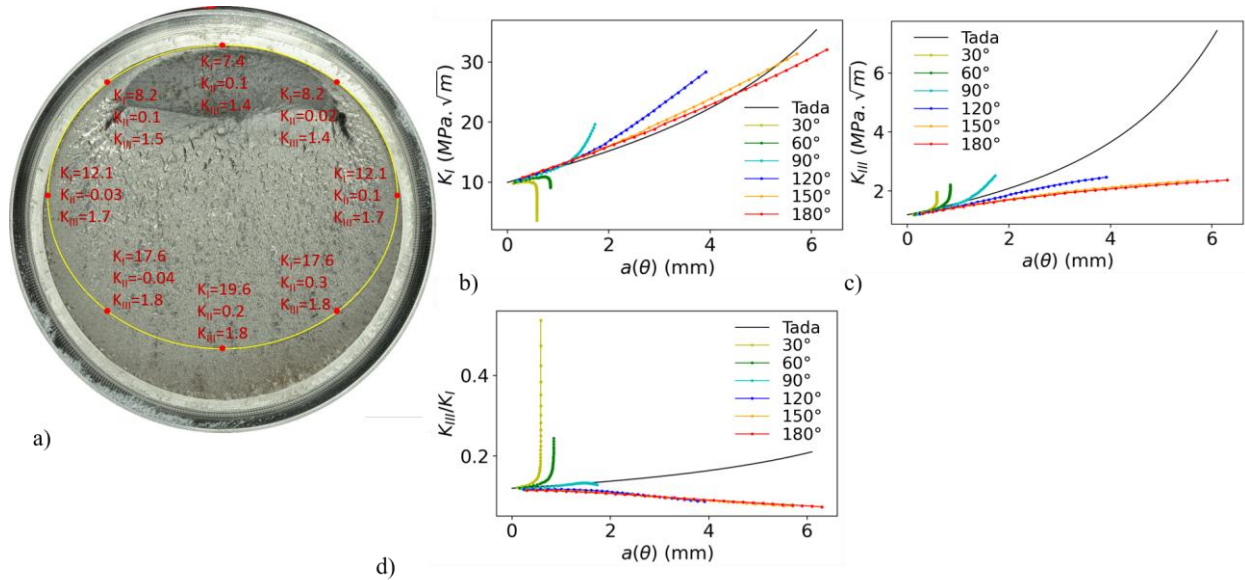 K_I=7.4
K_II=0.1
K_III=1.4
K_I=8.2
K_II=0.1
K_III=1.5
K_I=8.2
K_II=0.02
K_III=1.4
K_I=12.1
K_II=-0.03
K_III=1.7
K_I=12.1
K_II=0.1
K_III=1.7
K_I=17.6
K_II=-0.04
K_III=1.8
K_I=19.6
K_II=0.2
K_III=1.8
K_I=17.6
K_II=0.3
K_III=1.8
a)
K_I (MPa.√m)
30
20
10
0
2
4
6
a(θ) (mm)
Tada
30°
60°
90°
120°
150°
180°
b)
K_III (MPa.√m)
6
4
2
0
2
4
6
a(θ) (mm)
Tada
30°
60°
90°
120°
150°
180°
c)
K_III/K_I
0.4
0.2
0
2
4
6
a(θ) (mm)
Tada
30°
60°
90°
120°
150°
180°
d)